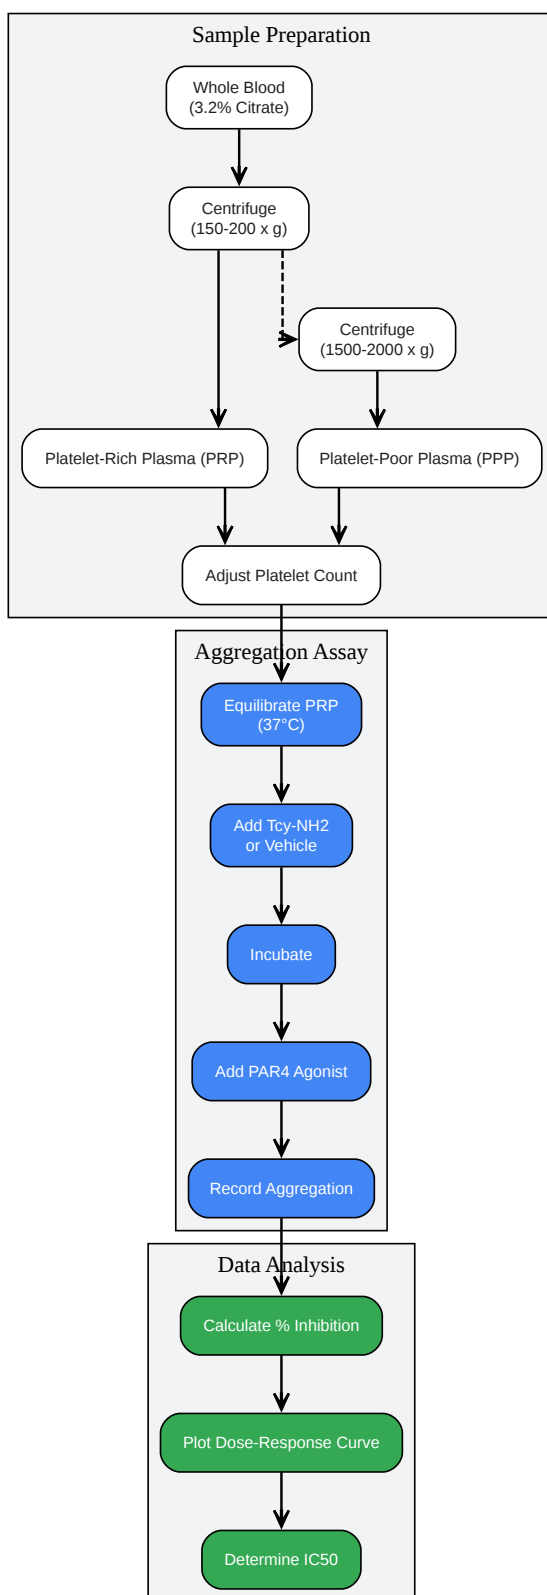 Sample Preparation
Whole Blood
(3.2% Citrate)
Centrifuge
(150-200 x g)
Centrifuge
(1500-2000 x g)
Platelet-Rich Plasma (PRP)
Platelet-Poor Plasma (PPP)
Adjust Platelet Count
Aggregation Assay
Equilibrate PRP
(37°C)
Add Tcy-NH2
or Vehicle
Incubate
Add PAR4 Agonist
Record Aggregation
Data Analysis
Calculate % Inhibition
Plot Dose-Response Curve
Determine IC50